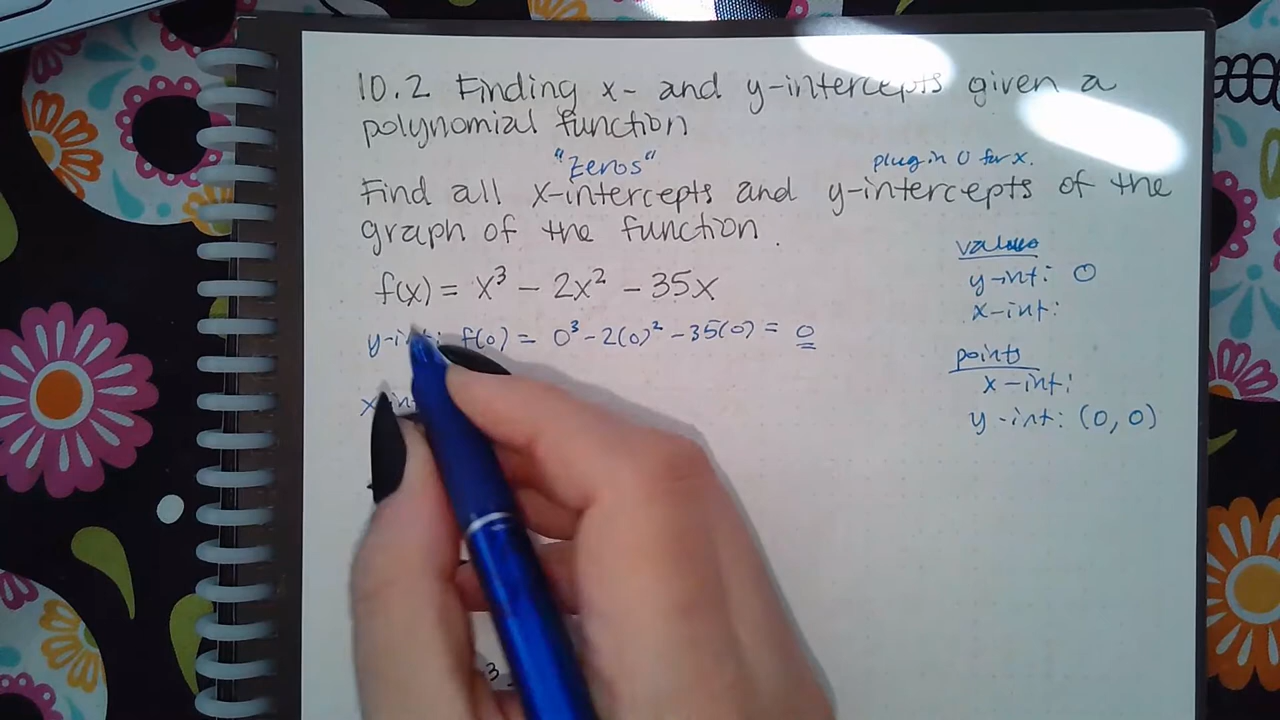 10.2 Finding x- and y-intercepts given a
polynomial function
"Zeros"
plug in 0 for x.
Find all x-intercepts and y-intercepts of the
graph of the function.
f(x) = x³ - 2x² - 35x
y-int: f(0) = 0³ - 2(0)² - 35(0) = 0
values
y-int: 0
x-int:
points
x-int:
y-int: (0,0)